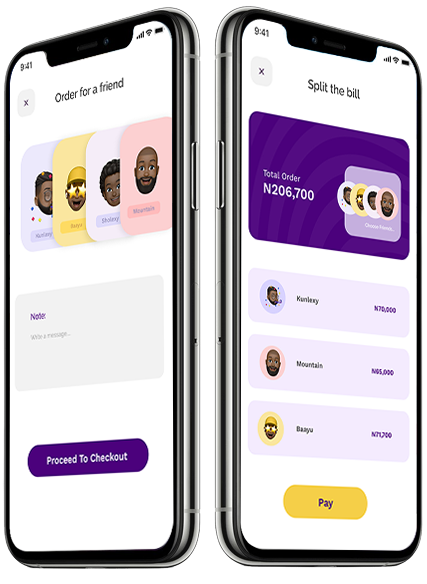 9:41
Order for a friend
Kunlexy
Baayu
Sholexy
Mountain
Note:
Write a message...
Proceed To Checkout
9:41
Split the bill
Total Order
N206,700
Choose Friends...
Kunlexy
N70,000
Mountain
N65,000
Baayu
N71,700
Pay